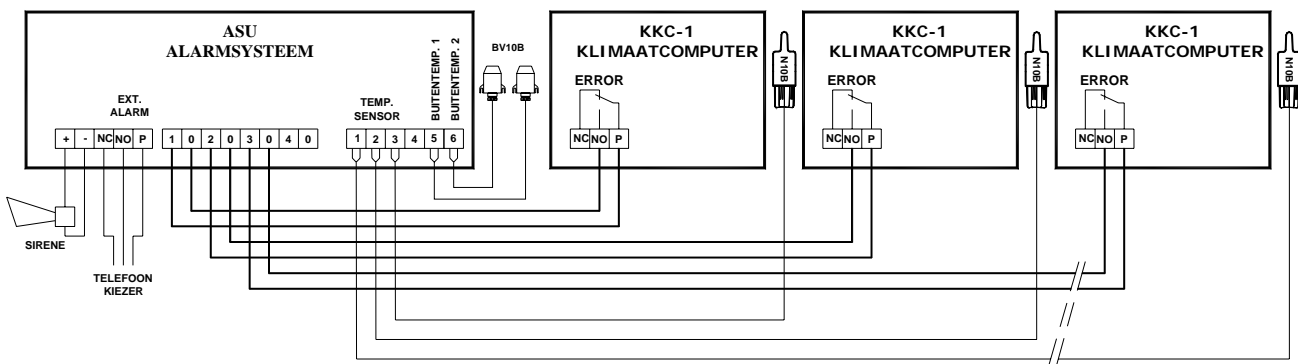 ASU
ALARMSYSTEEM
EXT.
ALARM
+ - NC NO P
1 0 2 0 3 0 4 0
TEMP.
SENSOR
BUITENTEMP. 1
BUITENTEMP. 2
1 2 3 4 5 6
BV10B
SIRENE
TELEFOON
KIEZER
KKC-1
KLIMAATCOMPUTER
ERROR
NC NO P
N10B
KKC-1
KLIMAATCOMPUTER
ERROR
NC NO P
N10B
KKC-1
KLIMAATCOMPUTER
ERROR
NC NO P
N10B